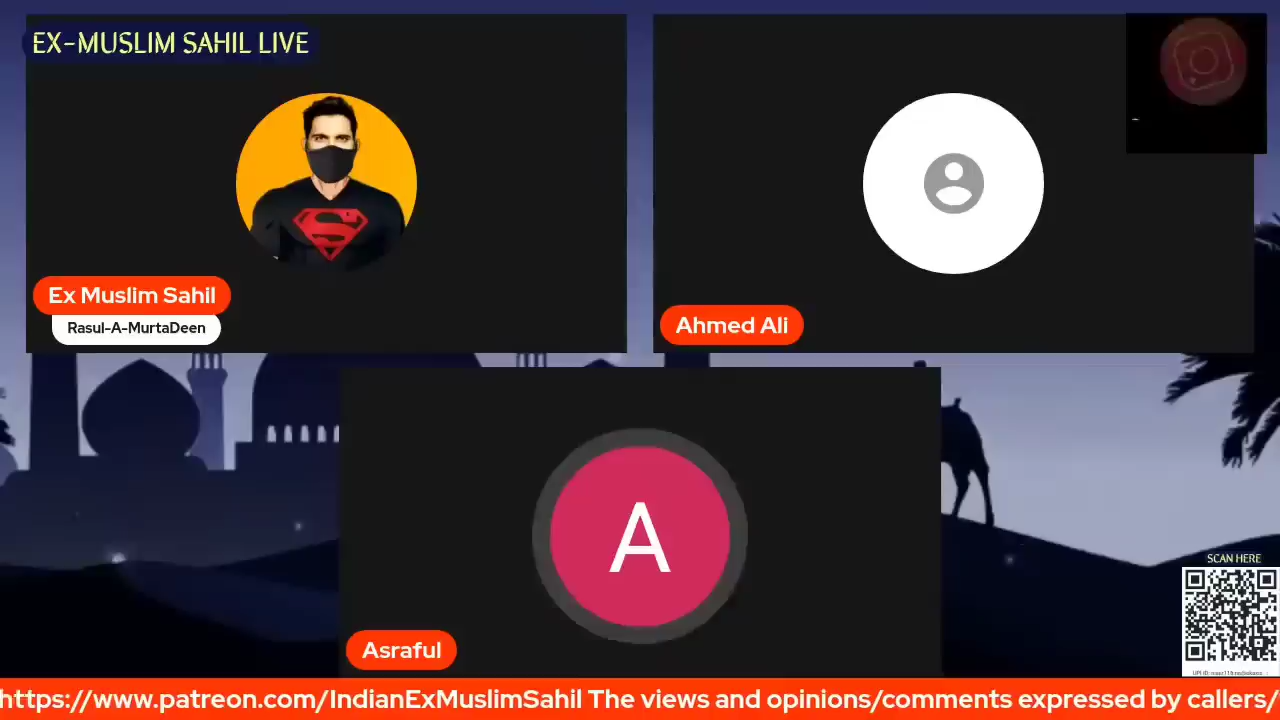 EX-MUSLIM SAHIL LIVE
Ex Muslim Sahil
Rasul-A-MurtaDeen
Ahmed Ali
A
Asraful
SCAN HERE
https://www.patreon.com/IndianExMuslimSahil The views and opinions/comments expressed by callers/